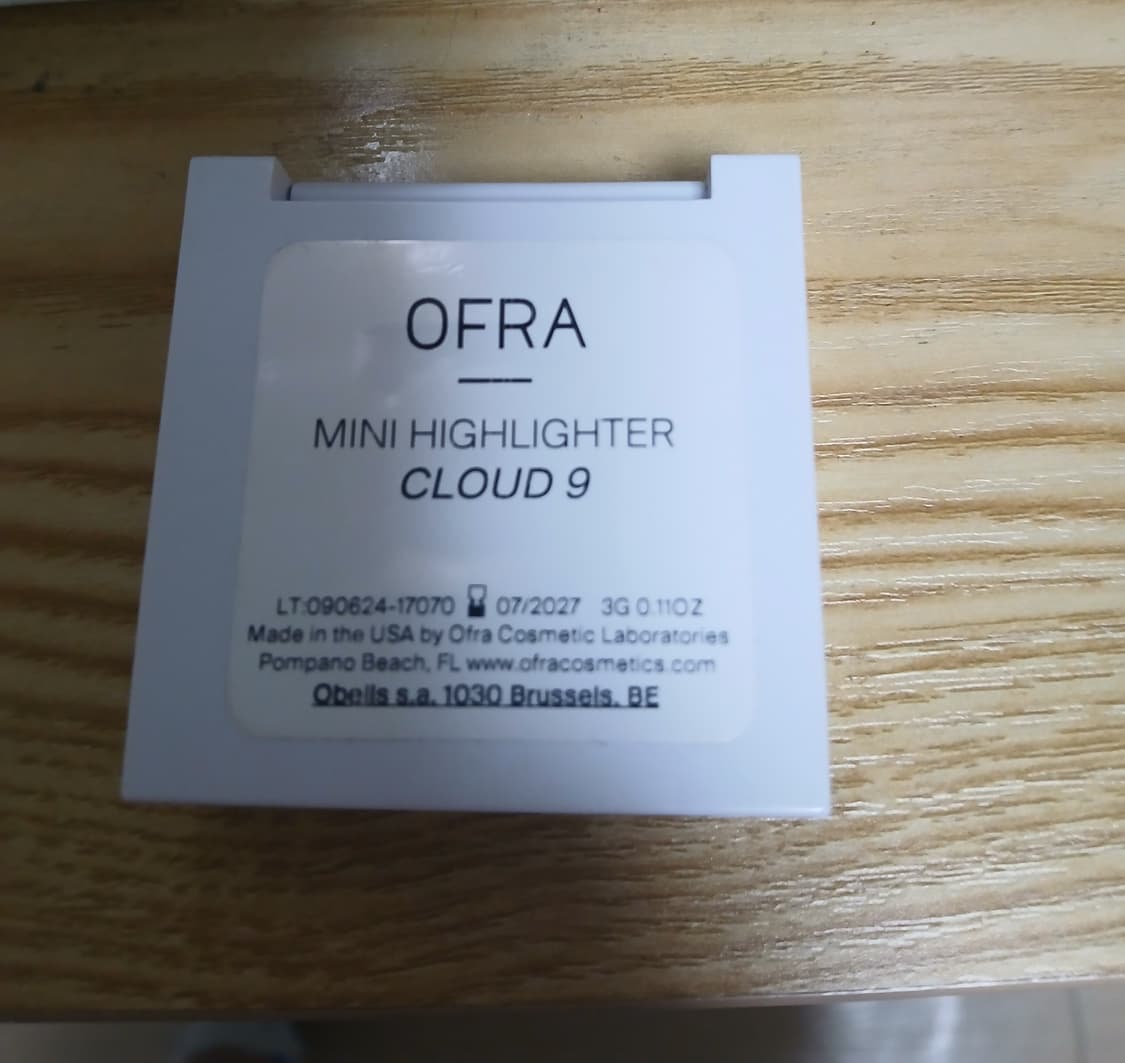 OFRA
MINI HIGHLIGHTER
CLOUD 9
LT:090624-17070 07/2027 3G 0.11OZ
Made in the USA by Ofra Cosmetic Laboratories
Pompano Beach, FL www.ofracosmetics.com
Obelis s.a. 1030 Brussels, BE